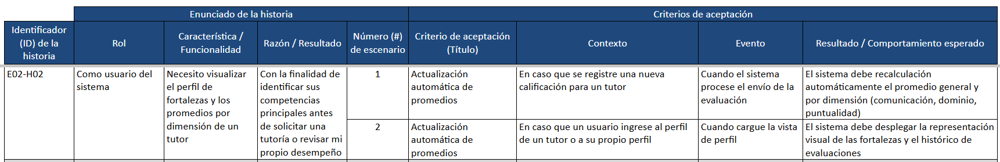 Enunciado de la historia
Criterios de aceptación
Identificador
(ID) de la
historia
Rol
Característica /
Funcionalidad
Razón / Resultado
Número (#)
de escenario
Criterio de aceptación
(Título)
Contexto
Evento
Resultado / Comportamiento esperado
E02-H02
Como usuario del
sistema
Necesito visualizar
el perfil de
fortalezas y los
promedios por
dimensión de un
tutor
Con la finalidad de
identificar sus
competencias
principales antes
de solicitar una
tutoría o revisar mi
propio desempeño
1
Actualización
automática de
promedios
En caso que se registre una nueva
calificación para un tutor
Cuando el sistema
procese el envío de la
evaluación
El sistema debe recalculación
automáticamente el promedio general y
por dimensión (comunicación, dominio,
puntualidad)
2
Actualización
automática de
promedios
En caso que un usuario ingrese al perfil
de un tutor o a su propio perfil
Cuando cargue la vista
de perfil
El sistema debe desplegar la representación
visual de las fortalezas y el histórico de
evaluaciones